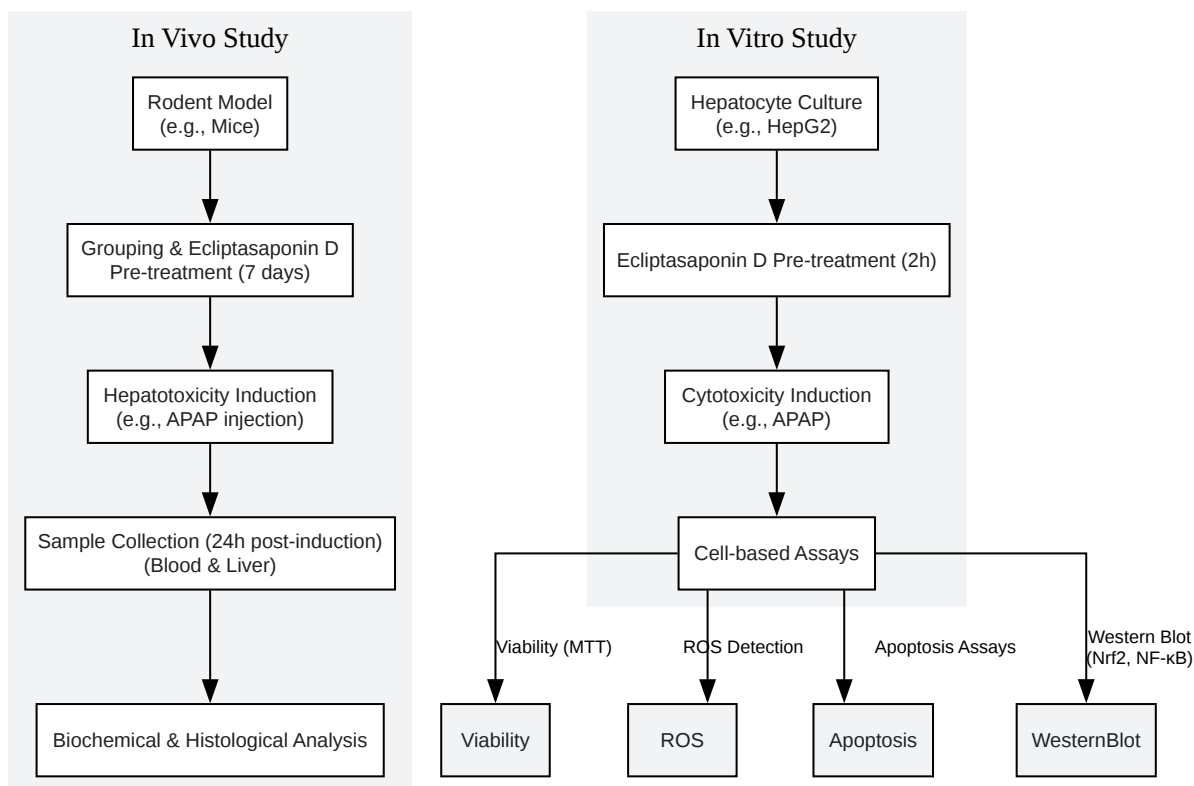 In Vivo Study
Rodent Model
(e.g., Mice)
Grouping & Ecliptasaponin D
Pre-treatment (7 days)
Hepatotoxicity Induction
(e.g., APAP injection)
Sample Collection (24h post-induction)
(Blood & Liver)
Biochemical & Histological Analysis
In Vitro Study
Hepatocyte Culture
(e.g., HepG2)
Ecliptasaponin D Pre-treatment (2h)
Cytotoxicity Induction
(e.g., APAP)
Cell-based Assays
Viability (MTT)
ROS Detection
Apoptosis Assays
Western Blot
(Nrf2, NF-κB)
Viability
ROS
Apoptosis
WesternBlot